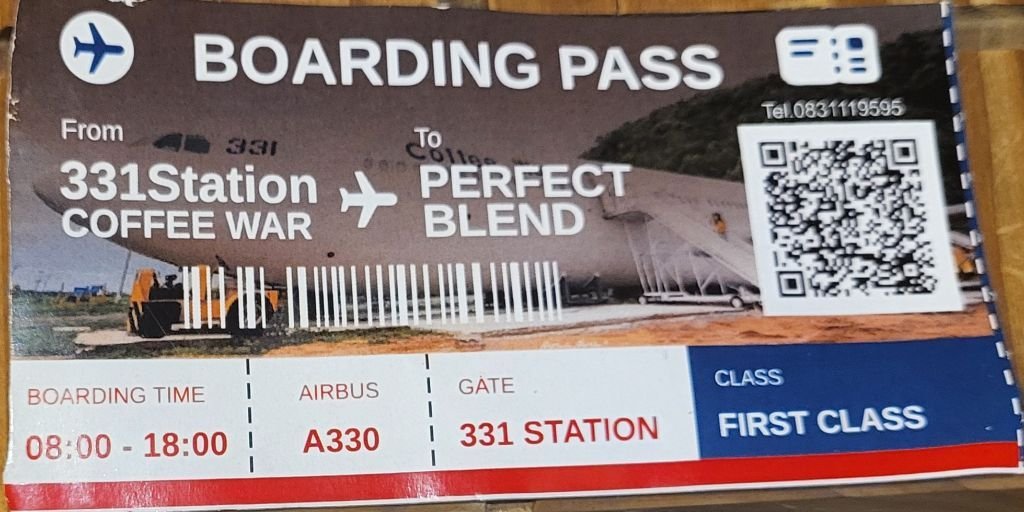 BOARDING PASS
Tel.0831119595
From
To
331
Coffee
331Station
PERFECT
COFFEE WAR
BLEND
BOARDING TIME
AIRBUS
GATE
CLASS
08:00 - 18:00
A330
331 STATION
FIRST CLASS